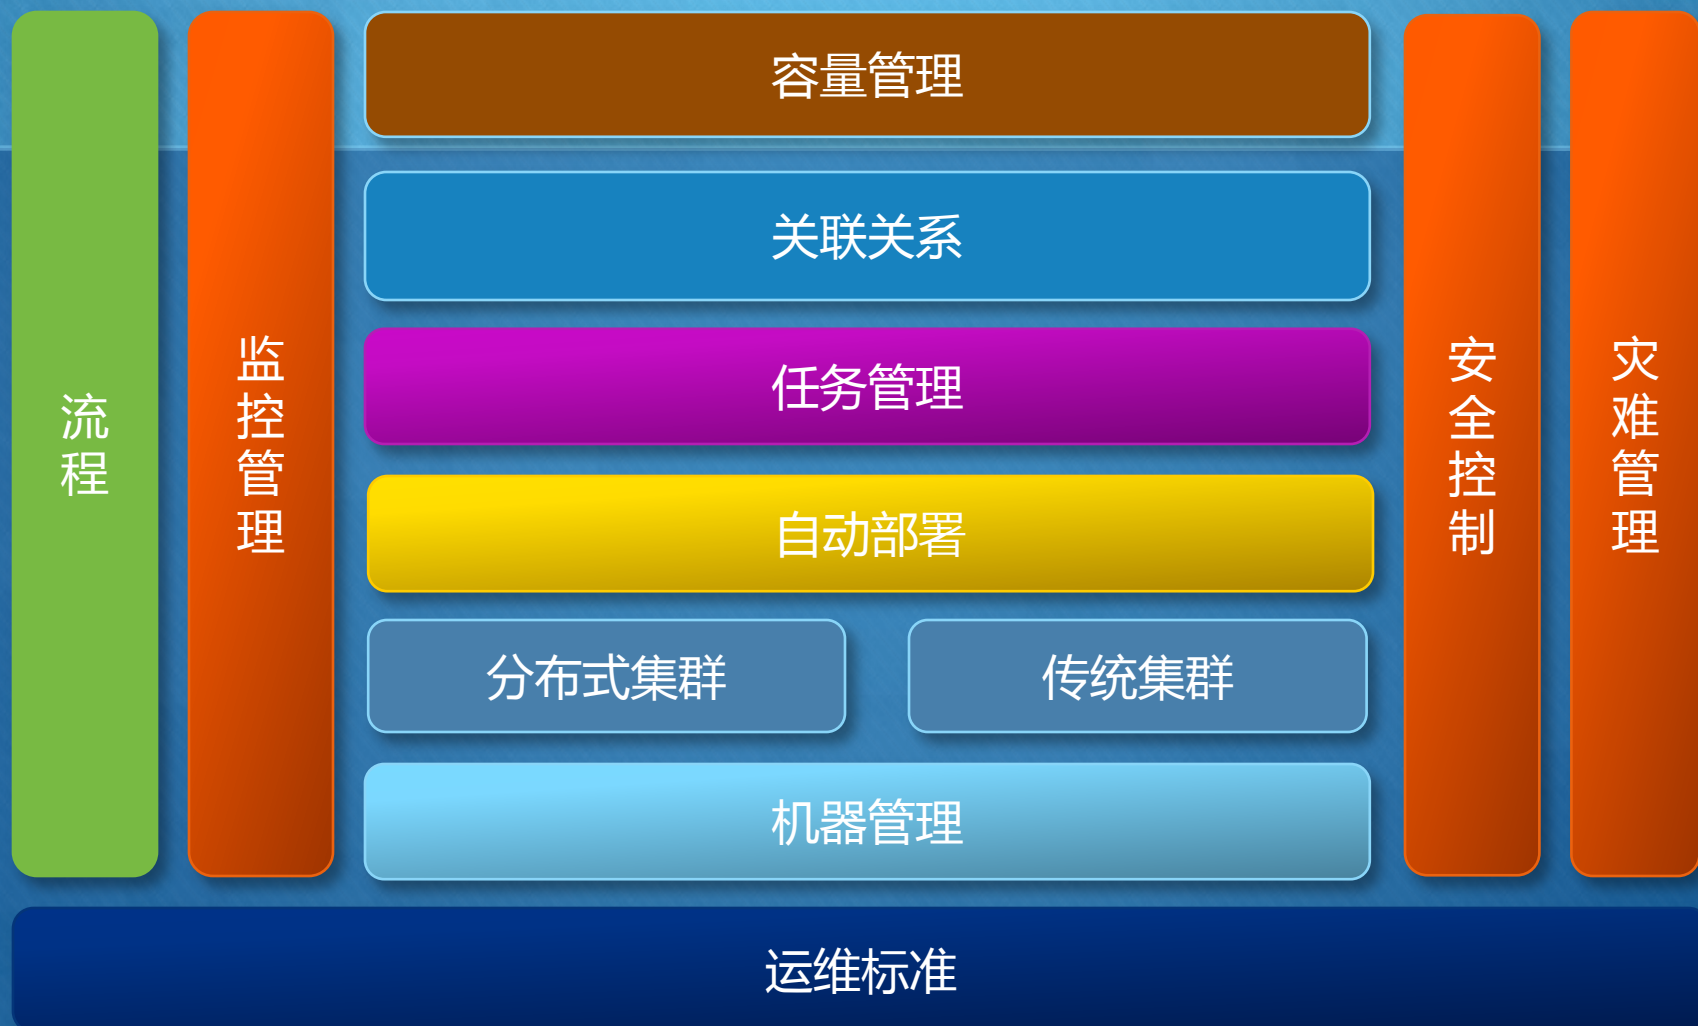 流程
监控管理
容量管理
关联关系
任务管理
自动部署
分布式集群
传统集群
机器管理
安全控制
灾难管理
运维标准